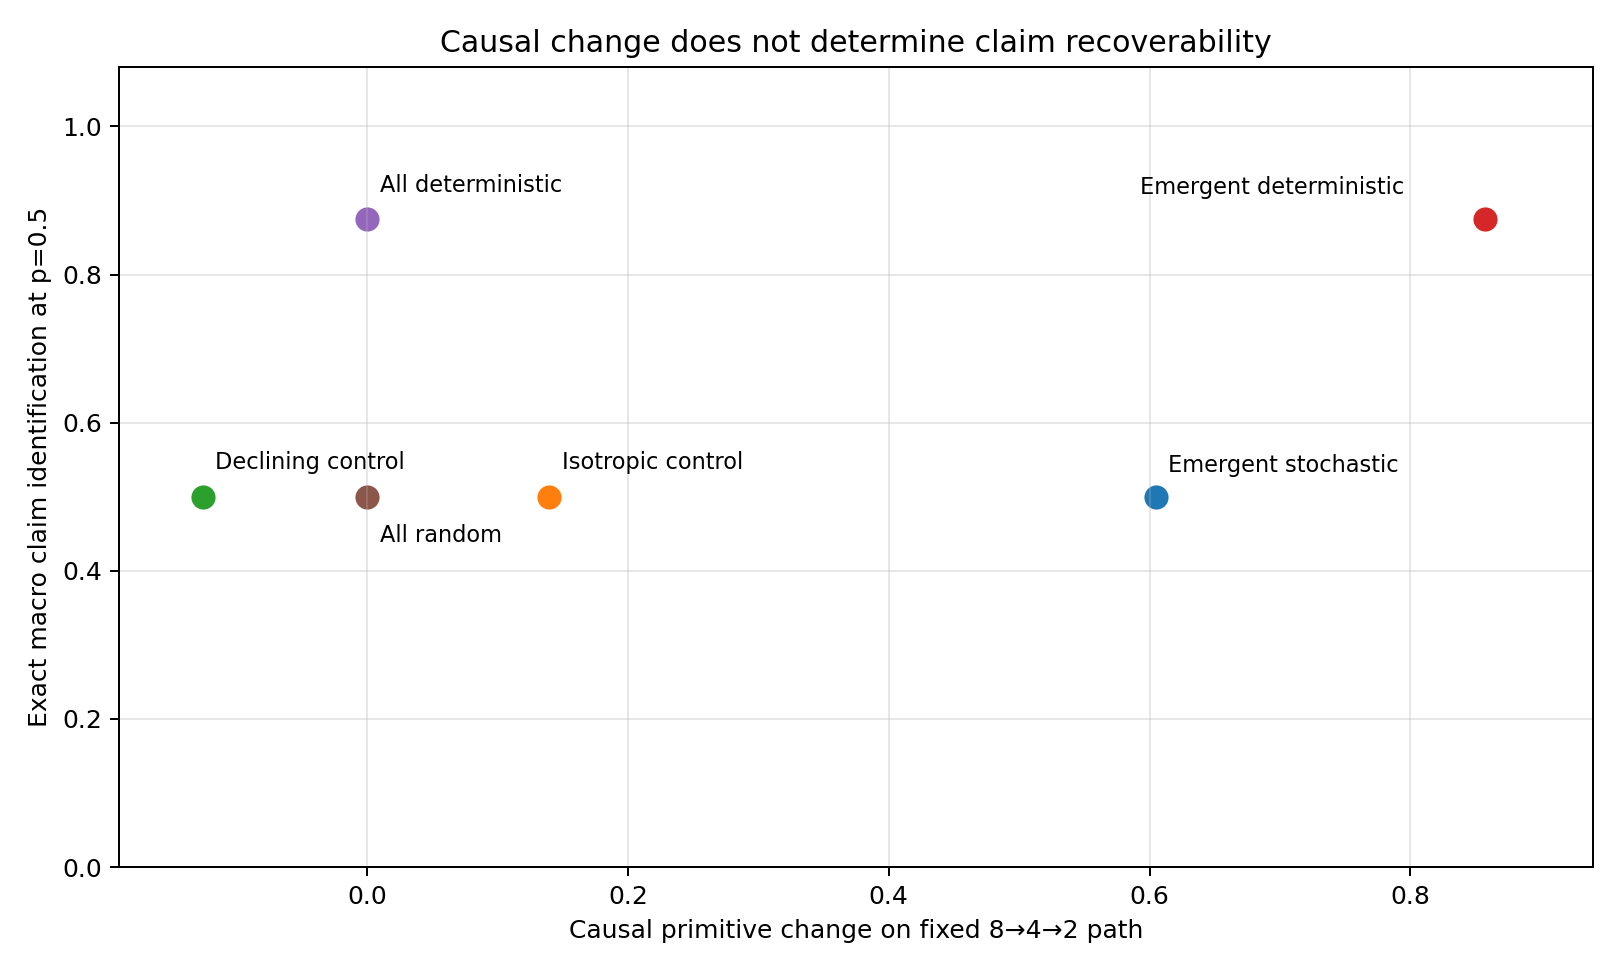 Causal change does not determine claim recoverability
Exact macro claim identification at p=0.5
1.0
0.8
0.6
0.4
0.2
0.0
All deterministic
Emergent deterministic
Declining control
Isotropic control
Emergent stochastic
All random
0.0
0.2
0.4
0.6
0.8
Causal primitive change on fixed 8→4→2 path